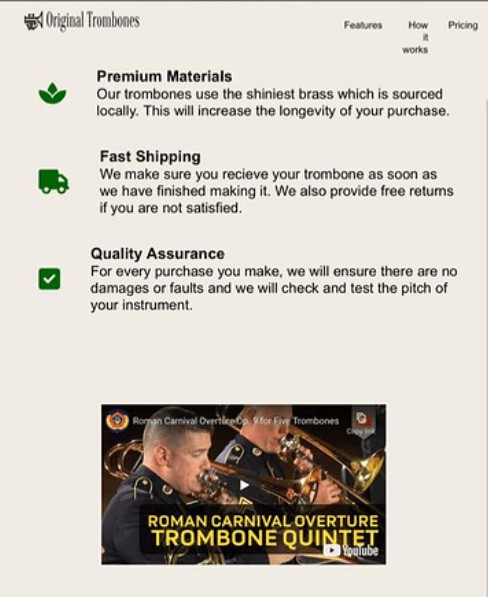 Original Trombones
Features
How
it
works
Pricing
Premium Materials
Our trombones use the shiniest brass which is sourced
locally. This will increase the longevity of your purchase.
Fast Shipping
We make sure you recieve your trombone as soon as
we have finished making it. We also provide free returns
if you are not satisfied.
Quality Assurance
For every purchase you make, we will ensure there are no
damages or faults and we will check and test the pitch of
your instrument.
Roman Carnival Overture Op. 9 for Five Trombones
Copy link
ROMAN CARNIVAL OVERTURE
TROMBONE QUINTET
YouTube